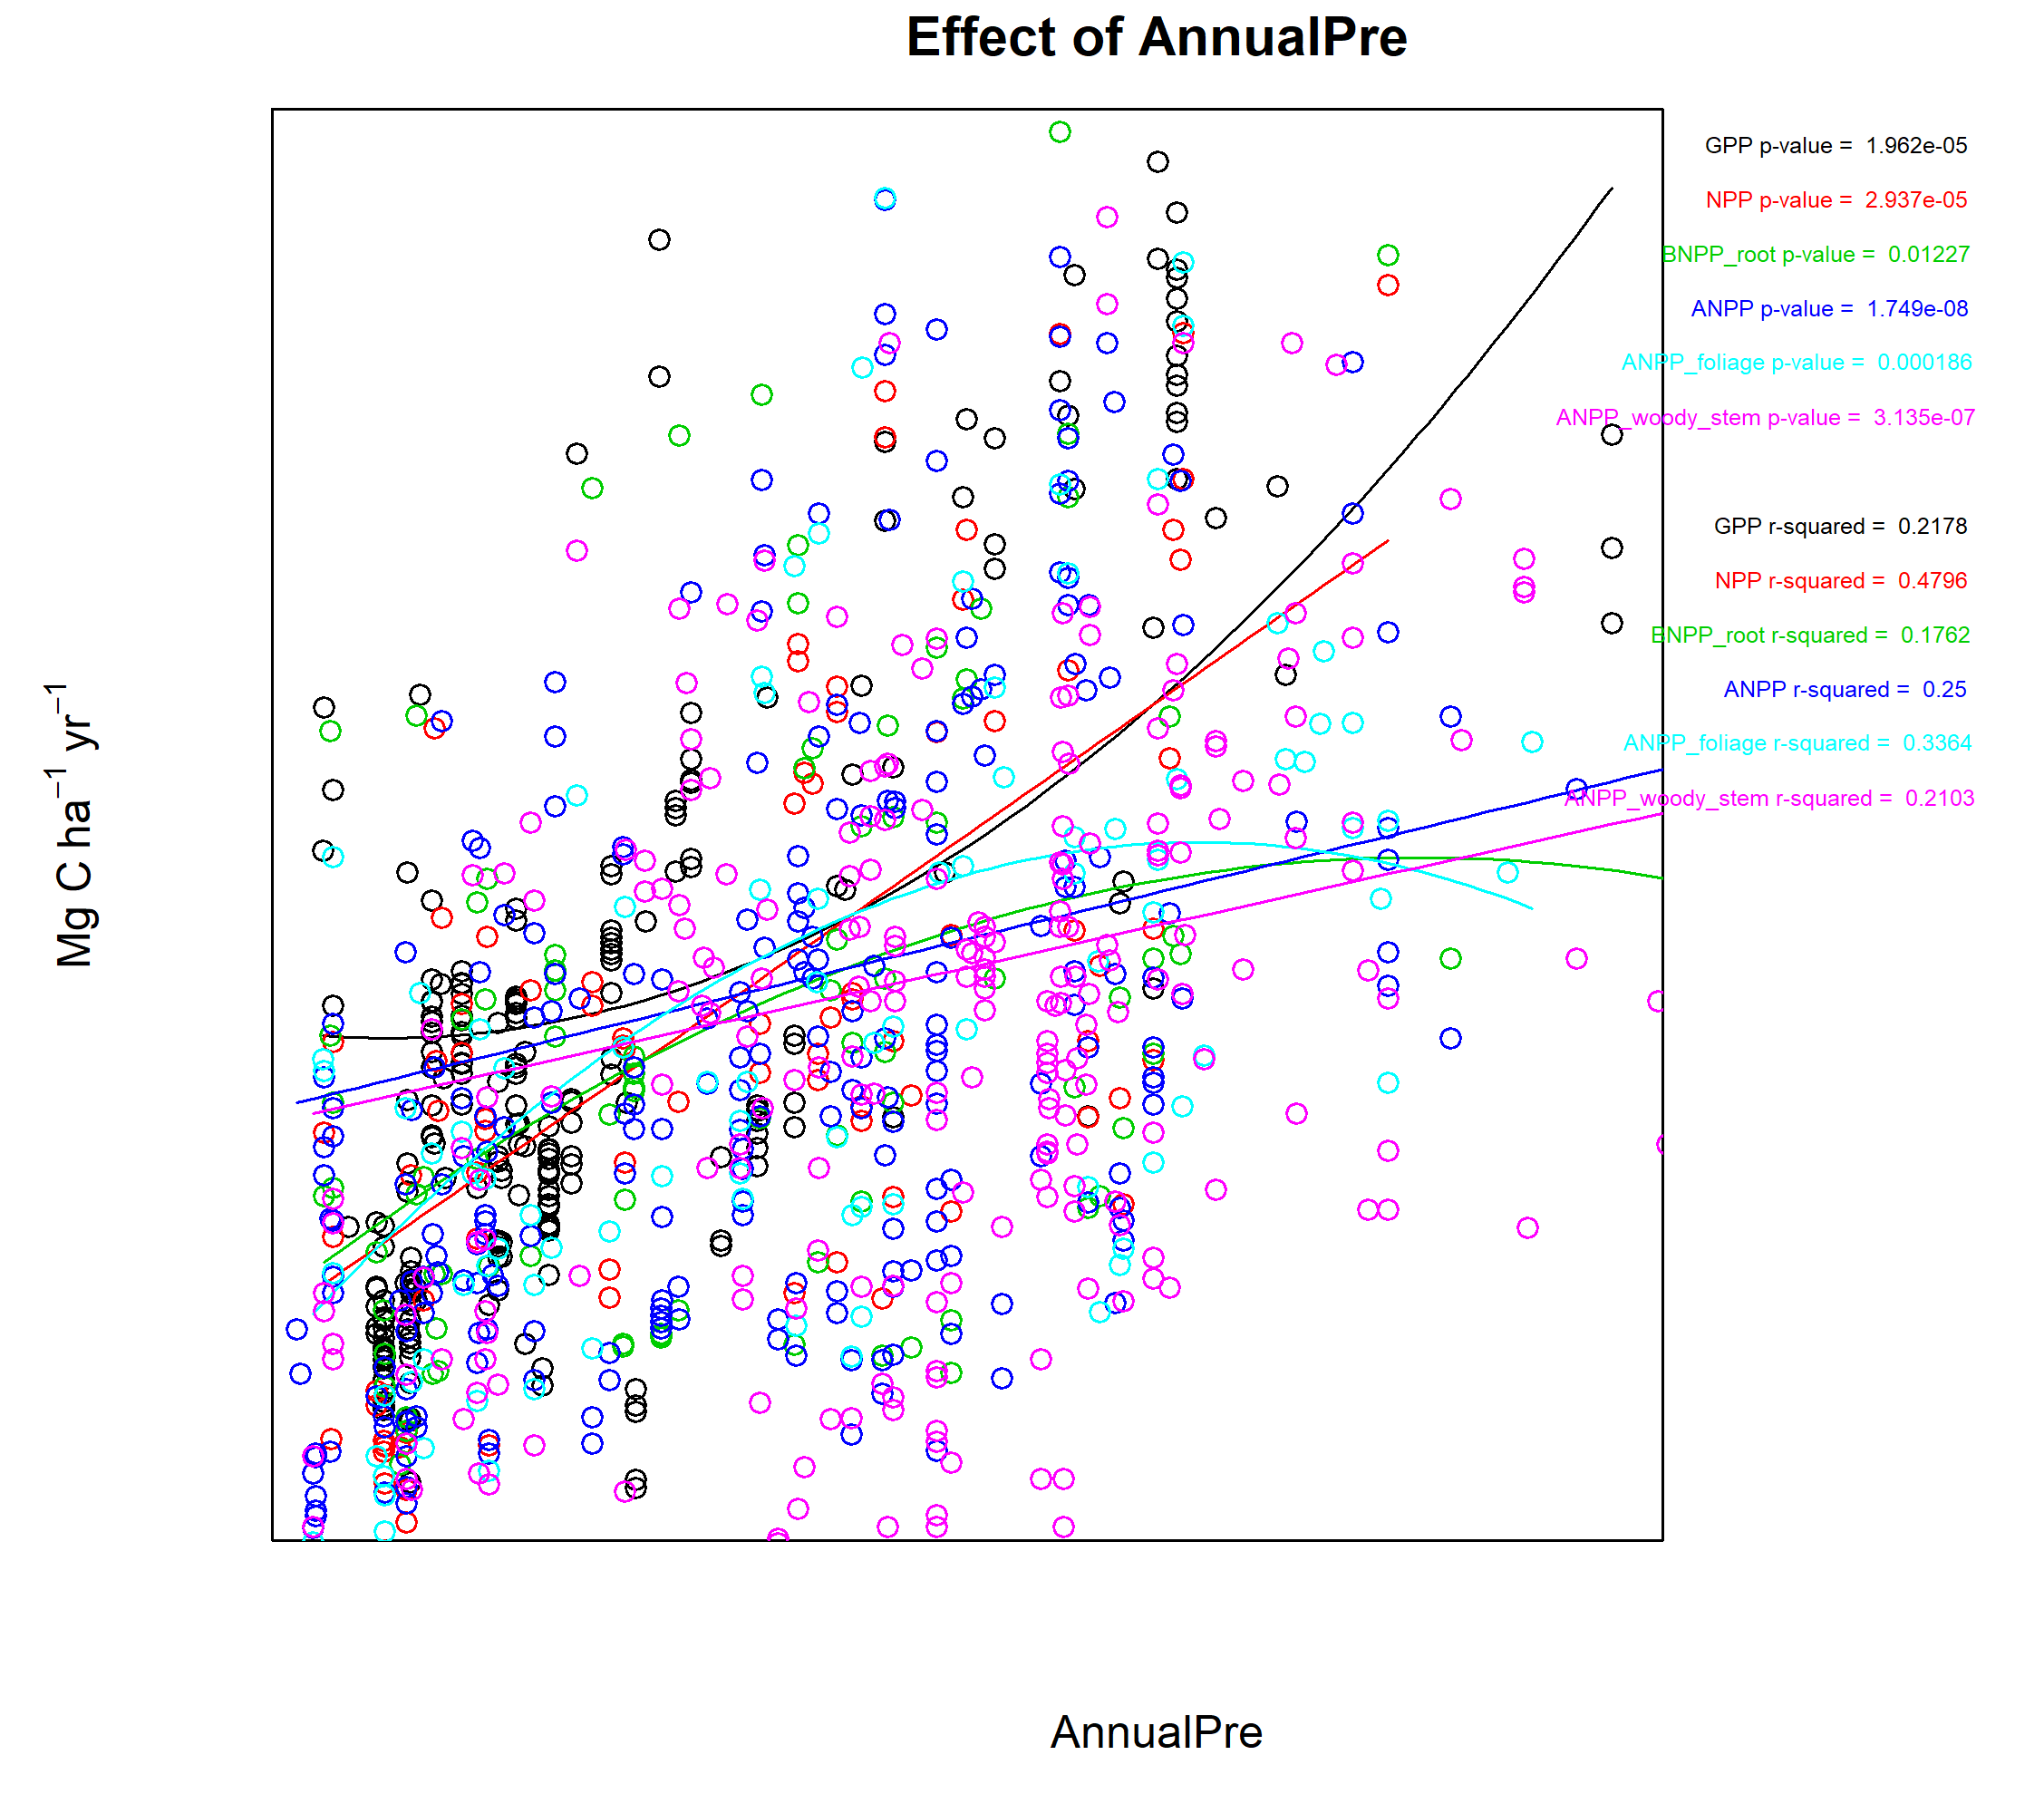 Effect of AnnualPre
GPP p-value = 1.962e-05
NPP p-value = 2.937e-05
BNPP_root p-value = 0.01227
ANPP p-value = 1.749e-08
ANPP_foliage p-value = 0.000186
ANPP_woody_stem p-value = 3.135e-07
GPP r-squared = 0.2178
NPP r-squared = 0.4796
BNPP_root r-squared = 0.1762
ANPP r-squared = 0.25
ANPP_foliage r-squared = 0.3364
ANPP_woody_stem r-squared = 0.2103
Mg C ha⁻¹ yr⁻¹
AnnualPre